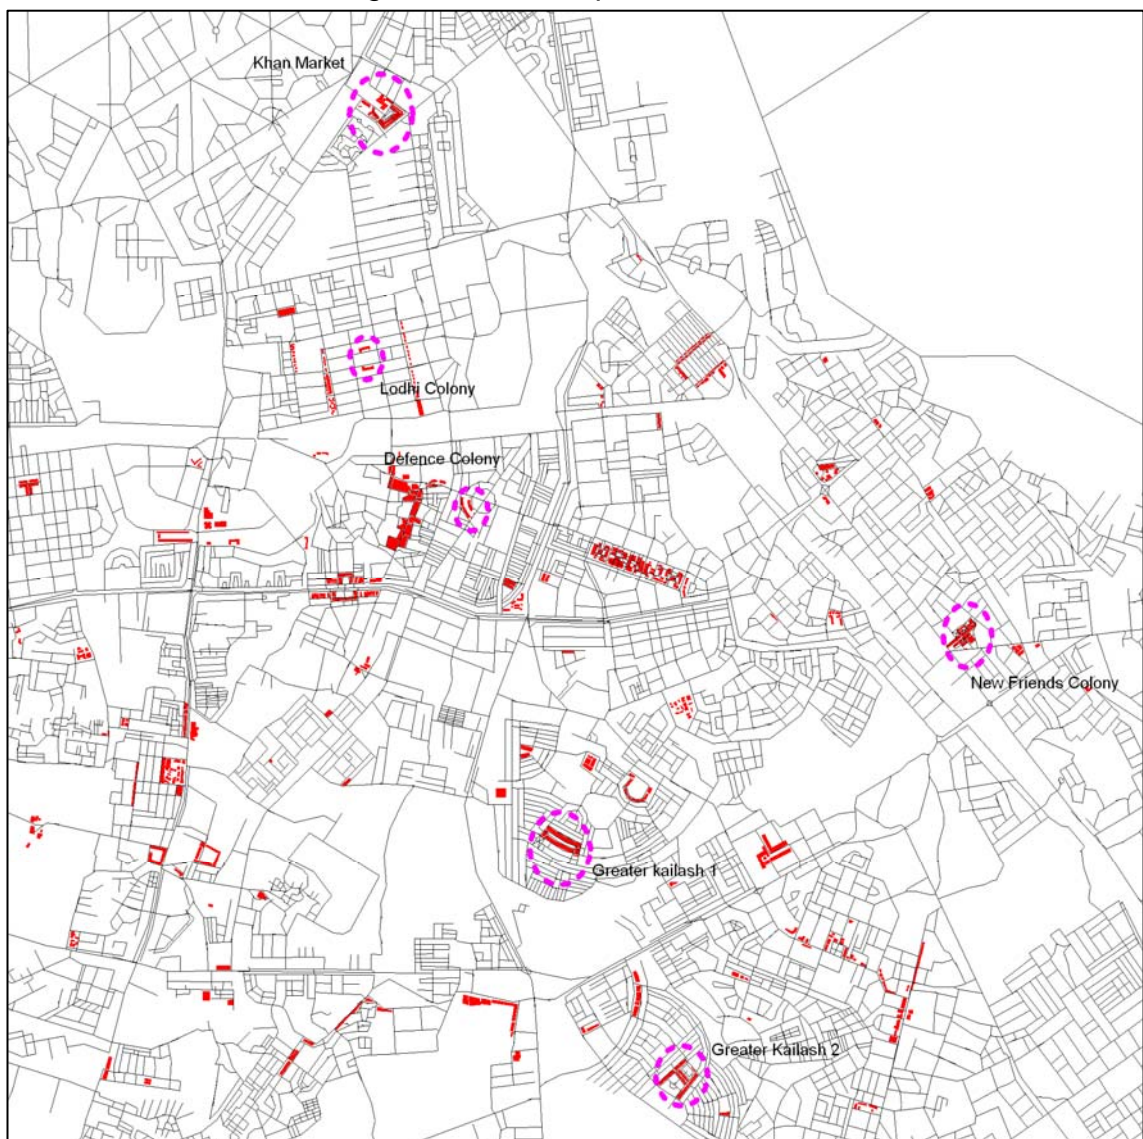 Khan Market
Lodhi Colony
Defence Colony
New Friends Colony
Greater kailash 1
Greater Kailash 2